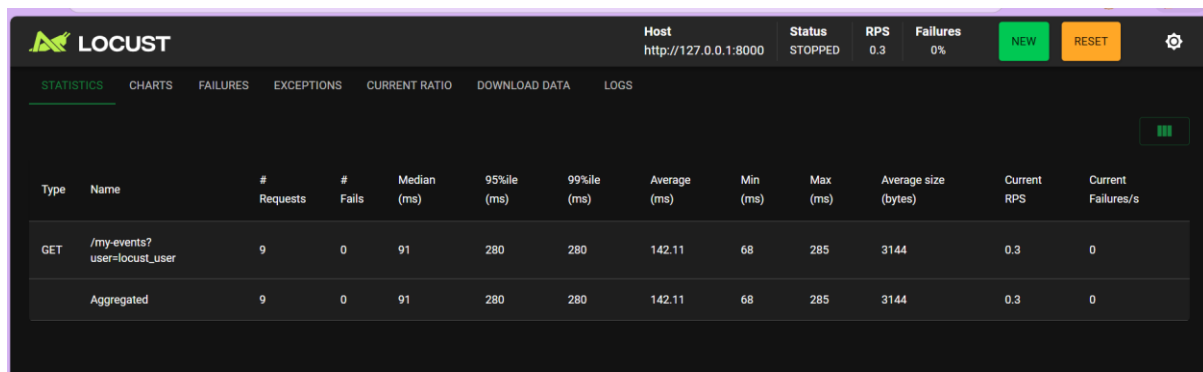 LOCUST
Host Status RPS Failures
http://127.0.0.1:8000 STOPPED 0.3 0%
NEW RESET
STATISTICS CHARTS FAILURES EXCEPTIONS CURRENT RATIO DOWNLOAD DATA LOGS
# # Median 95%ile 99%ile Average Min Max Average size Current Current
Type Name
Requests Fails (ms) (ms) (ms) (ms) (ms) (ms) (bytes) RPS Failures/s
/my-events?
GET 9 0 91 280 280 142.11 68 285 3144 0.3 0
user=locust_user
Aggregated 9 0 91 280 280 142.11 68 285 3144 0.3 0